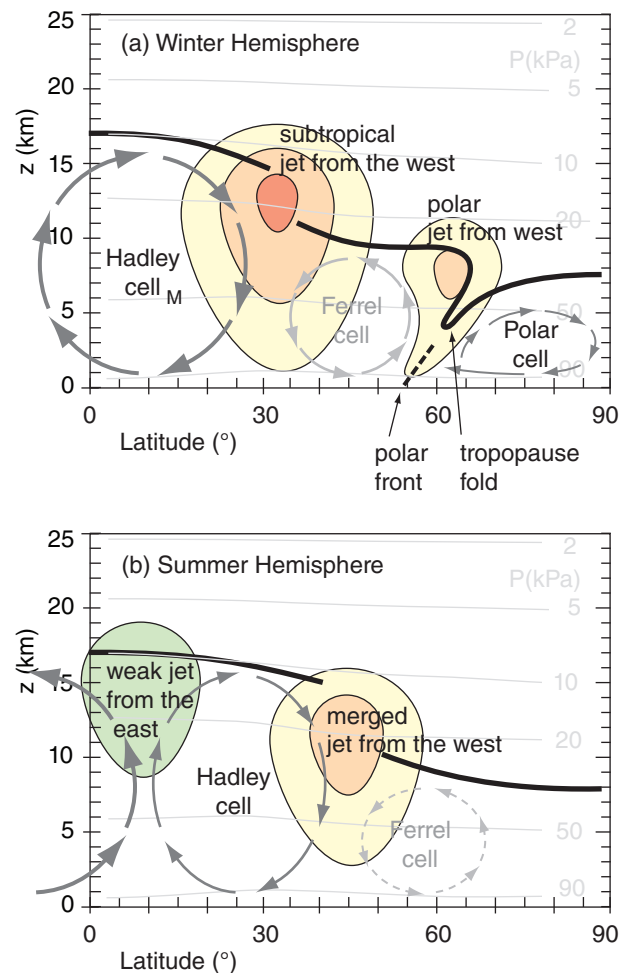 (a) Winter Hemisphere
z (km)
25
20
15
10
5
0
2
P(kPa)
5
10
20
50
90
subtropical
jet from the west
polar
jet from west
Hadley
cell M
Ferrel
cell
Polar
cell
0
30
60
90
Latitude (°)
polar
front
tropopause
fold
(b) Summer Hemisphere
z (km)
25
20
15
10
5
0
2
P(kPa)
5
10
20
50
90
weak jet
from the
east
merged
jet from the west
Hadley
cell
Ferrel
cell
0
30
60
90
Latitude (°)